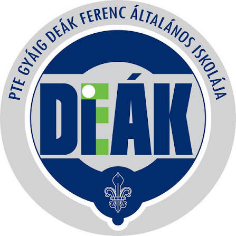 PTE GYÁIG DEÁK FERENC ÁLTALÁNOS ISKOLÁJA
DEÁK